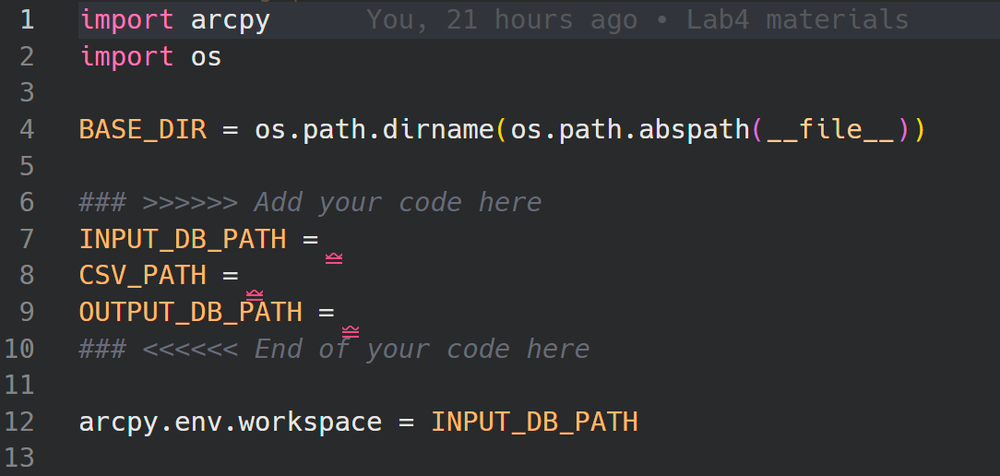 1 import arcpy You, 21 hours ago • Lab4 materials
2 import os
3
4 BASE_DIR = os.path.dirname(os.path.abspath(__file__))
5
6 ### >>>>>> Add your code here
7 INPUT_DB_PATH =
8 CSV_PATH =
9 OUTPUT_DB_PATH =
10 ### <<<<<< End of your code here
11
12 arcpy.env.workspace = INPUT_DB_PATH
13